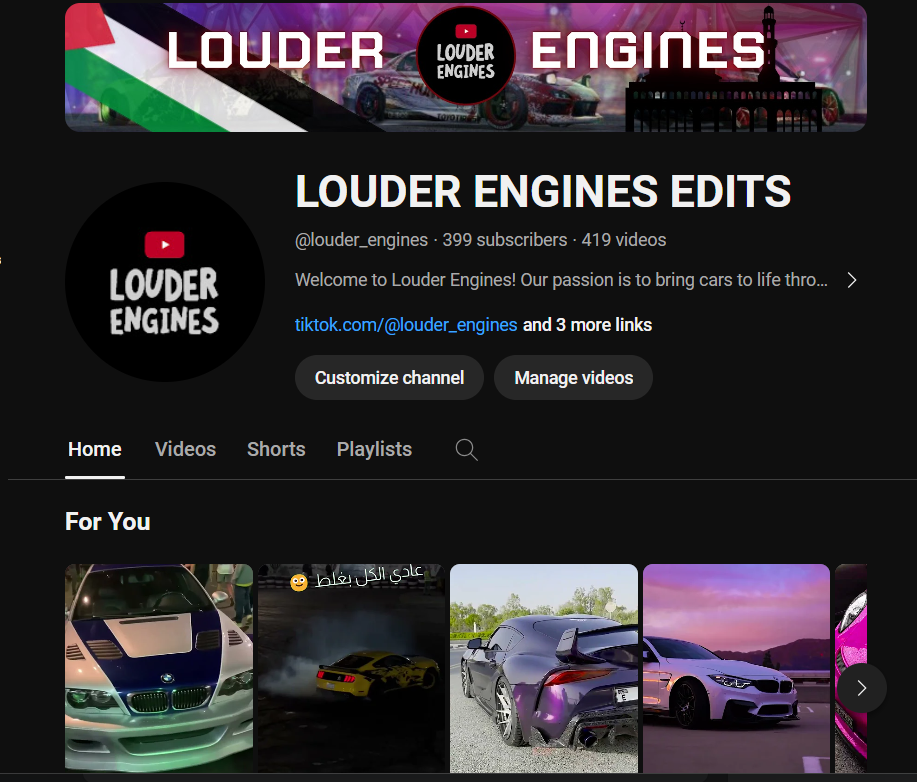 LOUDER LOUDER ENGINES ENGINES
LOUDER ENGINES EDITS
@louder_engines · 399 subscribers · 419 videos
Welcome to Louder Engines! Our passion is to bring cars to life thro...
tiktok.com/@louder_engines and 3 more links
Customize channel Manage videos
LOUDER
ENGINES
Home Videos Shorts Playlists
For You
عادي الكل بغلط